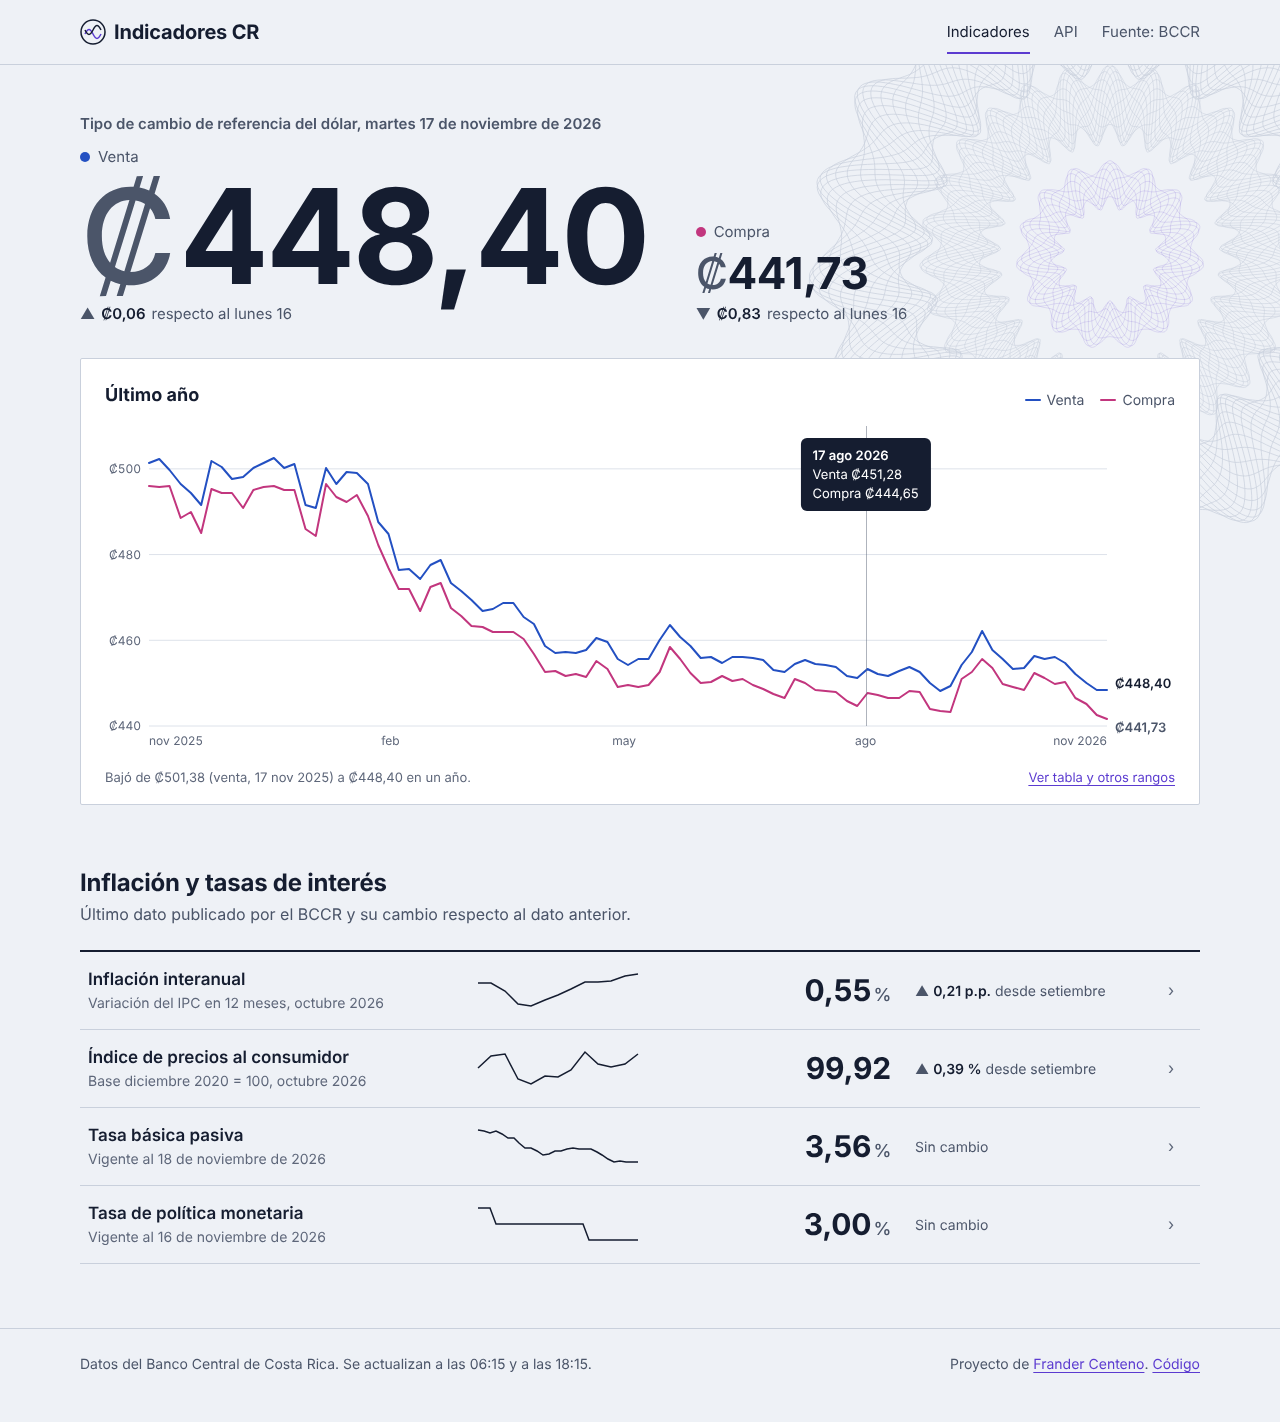 Indicadores CR
Indicadores API Fuente: BCCR
Tipo de cambio de referencia del dólar, martes 17 de noviembre de 2026
Venta
₡448,40
▲ ₡0,06 respecto al lunes 16
Compra
₡441,73
▼ ₡0,83 respecto al lunes 16
Último año
Venta Compra
17 ago 2026
Venta ₡451,28
Compra ₡444,65
₡500
₡480
₡460
₡440
₡448,40
₡441,73
nov 2025 feb may ago nov 2026
Bajó de ₡501,38 (venta, 17 nov 2025) a ₡448,40 en un año.
Ver tabla y otros rangos
Inflación y tasas de interés
Último dato publicado por el BCCR y su cambio respecto al dato anterior.
Inflación interanual
Variación del IPC en 12 meses, octubre 2026
0,55 % ▲ 0,21 p.p. desde setiembre ›
Índice de precios al consumidor
Base diciembre 2020 = 100, octubre 2026
99,92 ▲ 0,39 % desde setiembre ›
Tasa básica pasiva
Vigente al 18 de noviembre de 2026
3,56 % Sin cambio ›
Tasa de política monetaria
Vigente al 16 de noviembre de 2026
3,00 % Sin cambio ›
Datos del Banco Central de Costa Rica. Se actualizan a las 06:15 y a las 18:15.
Proyecto de Frander Centeno. Código